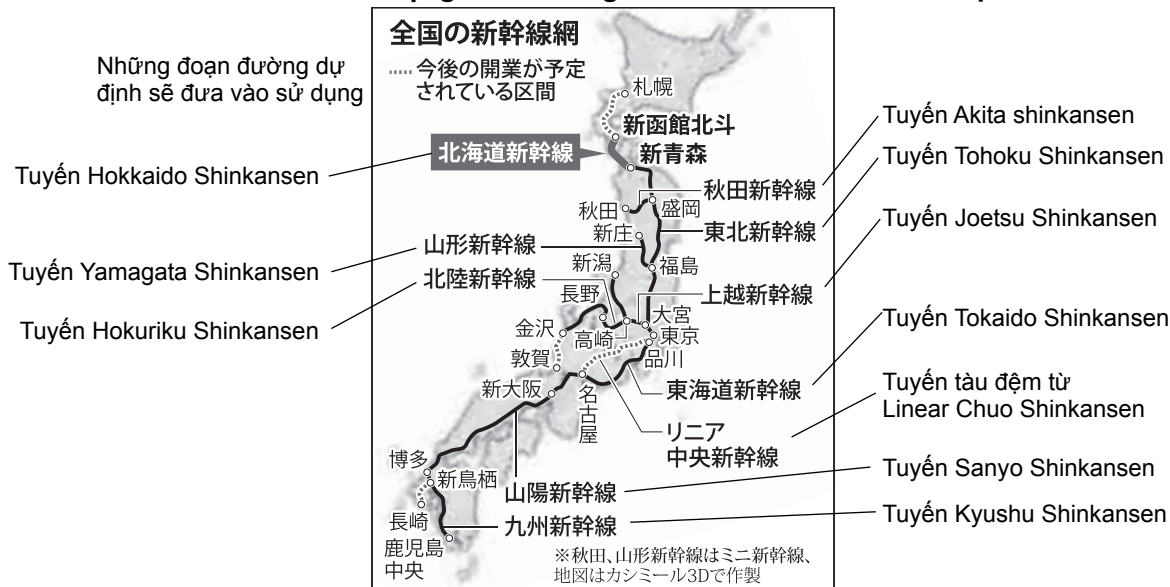 Những đoạn đường dự
định sẽ đưa vào sử dụng
Tuyến Hokkaido Shinkansen
Tuyến Yamagata Shinkansen
Tuyến Hokuriku Shinkansen
全国の新幹線網
今後の開業が予定
されている区間
札幌
新函館北斗
北海道新幹線
新青森
秋田新幹線
秋田
盛岡
新庄
東北新幹線
山形新幹線
新潟
福島
北陸新幹線
長野
上越新幹線
金沢
高崎
大宮
東京
敦賀
品川
新大阪
名古屋
東海道新幹線
リニア
中央新幹線
博多
新鳥栖
山陽新幹線
長崎
九州新幹線
鹿児島
中央
※秋田、山形新幹線はミニ新幹線、
地図はカシミール3Dで作製
Tuyến Akita shinkansen
Tuyến Tohoku Shinkansen
Tuyến Joetsu Shinkansen
Tuyến Tokaido Shinkansen
Tuyến tàu đệm từ
Linear Chuo Shinkansen
Tuyến Sanyo Shinkansen
Tuyến Kyushu Shinkansen